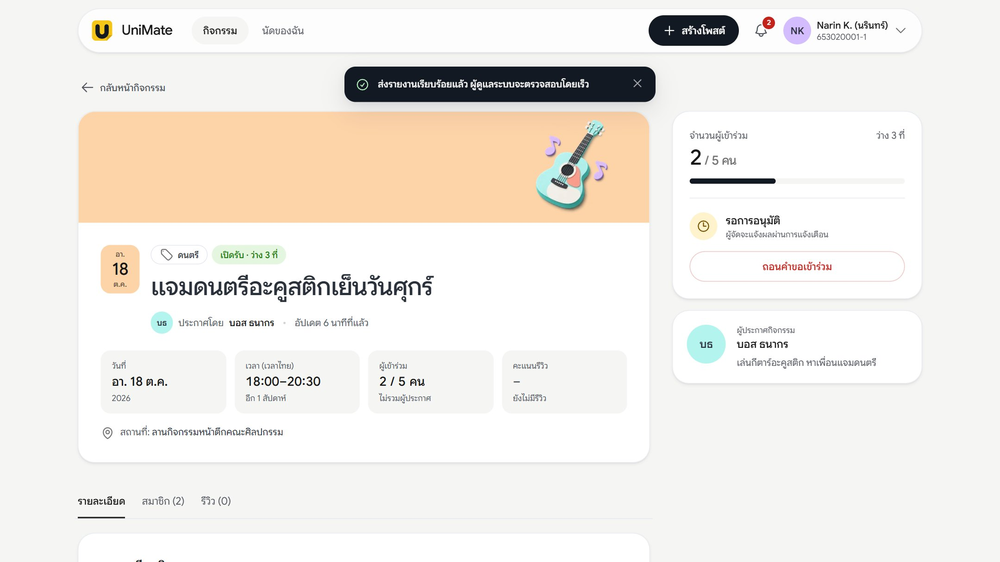 UniMate
กิจกรรม
นัดของฉัน
สร้างโพสต์
2
NK
Narin K. (นรินทร์)
653020001-1
กลับหน้ากิจกรรม
ส่งรายงานเรียบร้อยแล้ว ผู้ดูแลระบบจะตรวจสอบโดยเร็ว
อา.
18
ต.ค.
ดนตรี
เปิดรับ · ว่าง 3 ที่
แจมดนตรีอะคูสติกเย็นวันศุกร์
บธ
ประกาศโดย บอส ธนากร • อัปเดต 6 นาทีที่แล้ว
วันที่
อา. 18 ต.ค.
2026
เวลา (เวลาไทย)
18:00–20:30
อีก 1 สัปดาห์
ผู้เข้าร่วม
2 / 5 คน
ไม่รวมผู้ประกาศ
คะแนนรีวิว
–
ยังไม่มีรีวิว
สถานที่: ลานกิจกรรมหน้าตึกคณะศิลปกรรม
จำนวนผู้เข้าร่วม
ว่าง 3 ที่
2 / 5 คน
รอการอนุมัติ
ผู้จัดจะแจ้งผลผ่านการแจ้งเตือน
ถอนคำขอเข้าร่วม
บธ
ผู้ประกาศกิจกรรม
บอส ธนากร
เล่นกีตาร์อะคูสติก หาเพื่อนแจมดนตรี
รายละเอียด
สมาชิก (2)
รีวิว (0)